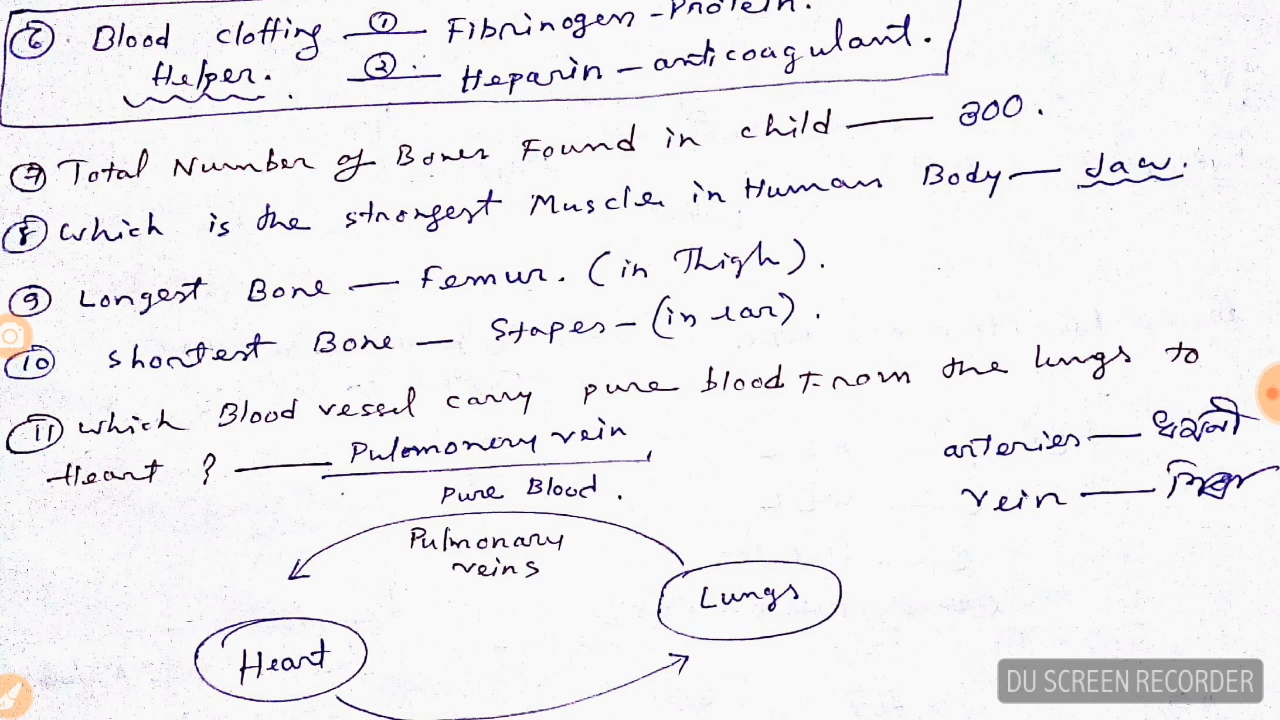 6. Blood clotting ① — Fibrinogen - Protein.
Helper. ② — Heparin - anticoagulant.
7 Total Number of Bones Found in child — 300.
8 which is the strongest Muscle in Human Body — Jaw.
9 Longest Bone — Femur. (in Thigh).
10 shortest Bone — Stapes - (in ear).
11 which Blood vessel carry pure blood From the lungs to
Heart ? — Pulomonery vein
Pure Blood.
arteries — ধমনী
vein — শিরা
Pulmonary
veins
Lungs
Heart
DU SCREEN RECORDER